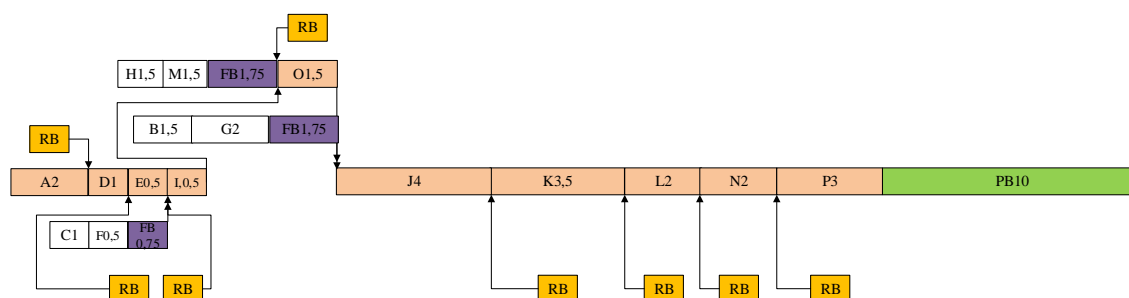 RB
H1,5 M1,5 FB1,75 O1,5
B1,5 G2 FB1,75
RB
A2 D1 E0,5 I,0,5 J4 K3,5 L2 N2 P3 PB10
C1 F0,5 FB
0,75
RB RB RB RB RB RB